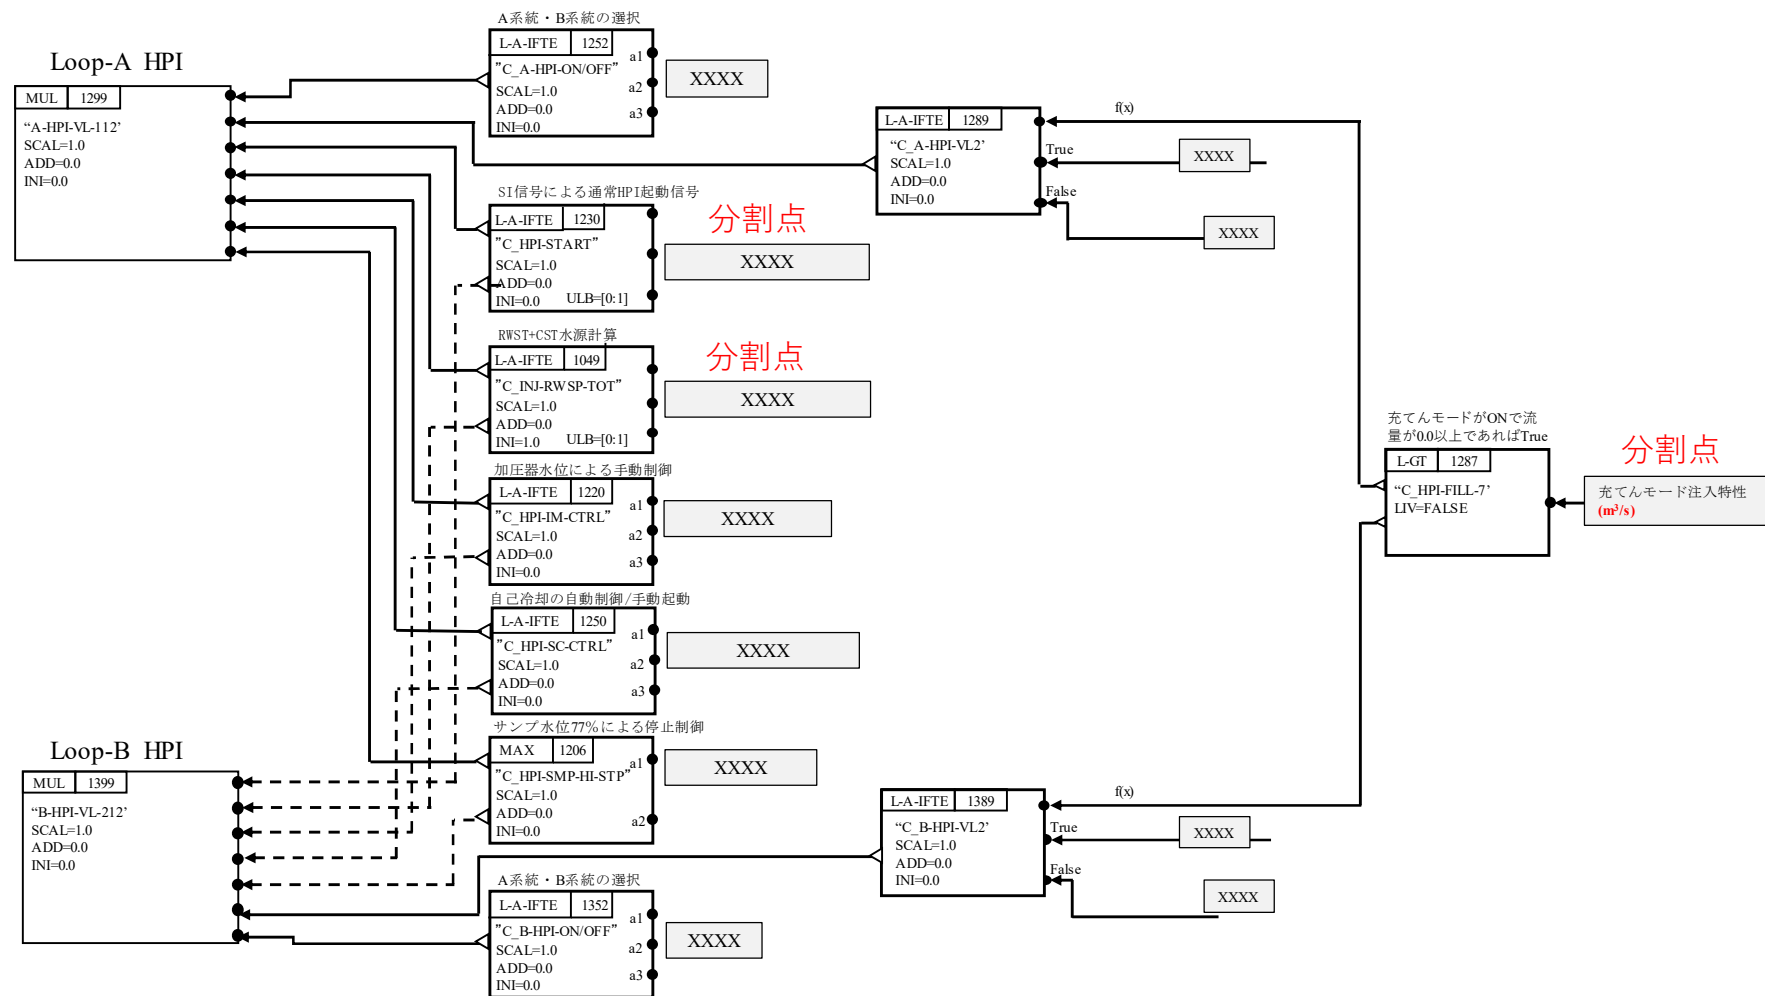 Loop-A HPI
MUL 1299
“A-HPI-VL-112’
SCAL=1.0
ADD=0.0
INI=0.0
A系統・B系統の選択
L-A-IFTE 1252
"C_A-HPI-ON/OFF”
SCAL=1.0
ADD=0.0
INI=0.0
a1
a2
a3
XXXX
SI信号による通常HPI起動信号
L-A-IFTE 1230
"C_HPI-START”
SCAL=1.0
ADD=0.0
INI=0.0 ULB=[0:1]
分割点
XXXX
RWST+CST水源計算
L-A-IFTE 1049
"C_INJ-RWSP-TOT”
SCAL=1.0
ADD=0.0
INI=1.0 ULB=[0:1]
分割点
XXXX
加圧器水位による手動制御
L-A-IFTE 1220
"C_HPI-IM-CTRL”
SCAL=1.0
ADD=0.0
INI=0.0
a1
a2
a3
XXXX
自己冷却の自動制御/手動起動
L-A-IFTE 1250
"C_HPI-SC-CTRL”
SCAL=1.0
ADD=0.0
INI=0.0
a1
a2
a3
XXXX
サンプ水位77%による停止制御
MAX 1206
"C_HPI-SMP-HI-STP”
SCAL=1.0
ADD=0.0
INI=0.0
a1
a2
XXXX
Loop-B HPI
MUL 1399
“B-HPI-VL-212’
SCAL=1.0
ADD=0.0
INI=0.0
A系統・B系統の選択
L-A-IFTE 1352
"C_B-HPI-ON/OFF”
SCAL=1.0
ADD=0.0
INI=0.0
a1
a2
a3
XXXX
L-A-IFTE 1289
“C_A-HPI-VL2’
SCAL=1.0
ADD=0.0
INI=0.0
f(x)
True
False
XXXX
XXXX
L-A-IFTE 1389
“C_B-HPI-VL2’
SCAL=1.0
ADD=0.0
INI=0.0
f(x)
True
False
XXXX
XXXX
充てんモードがONで流
量が0.0以上であればTrue
L-GT 1287
“C_HPI-FILL-7’
LIV=FALSE
分割点
充てんモード注入特性
(m³/s)